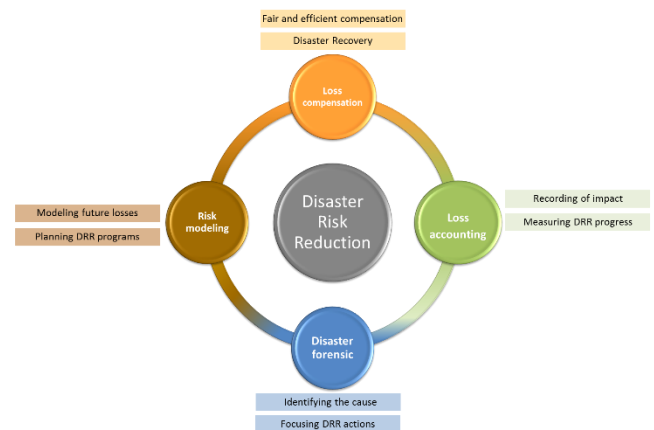 Fair and efficient compensation
Disaster Recovery
Loss
compensation
Modeling future losses
Planning DRR programs
Risk
modeling
Disaster
Risk
Reduction
Loss
accounting
Recording of impact
Measuring DRR progress
Disaster
forensic
Identifying the cause
Focusing DRR actions